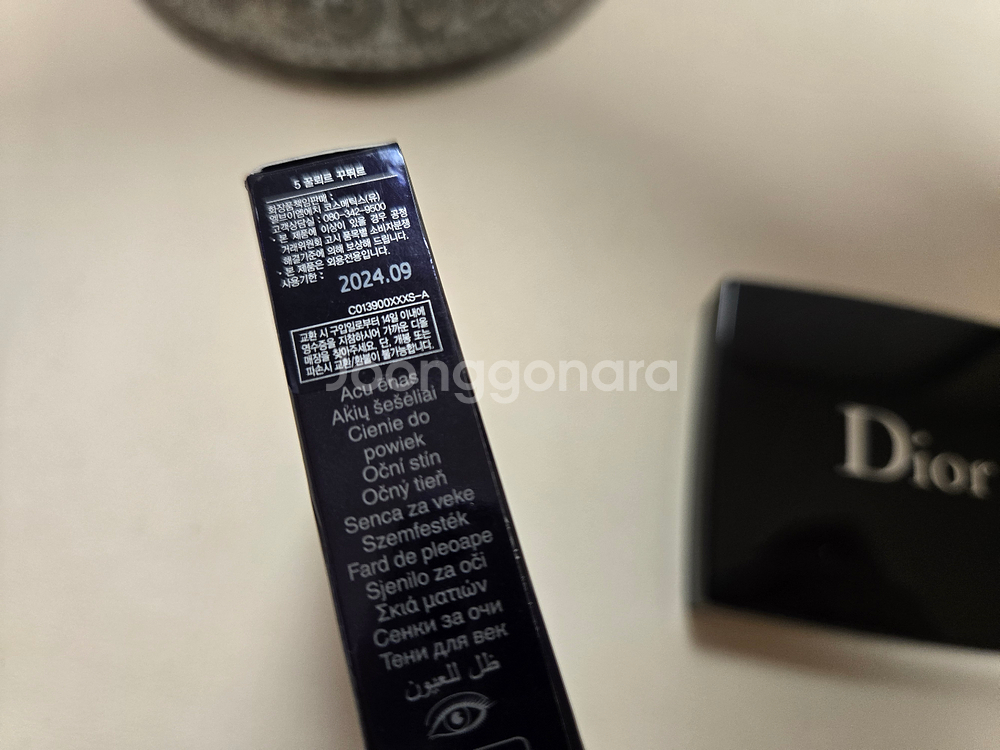 5 꿀뢰르 꾸뛰르
화장품책임판매 :
엘브이엠에치 코스메틱스(유)
고객상담실 : 080-342-9500
· 본 제품에 이상이 있을 경우 공정
거래위원회 고시 품목별 소비자분쟁
해결기준에 의해 보상해 드립니다.
· 본 제품은 외용전용입니다.
사용기한 : 2024.09
C013900XXXS-A
교환 시 구입일로부터 14일 이내에
영수증을 지참하시어 가까운 디올
매장을 찾아주세요. 단, 개봉 또는
파손시 교환/환불이 불가능합니다.
Joonggonara
Acu ēnas
Akių šešėliai
Cienie do
powiek
Oční stín
Očný tieň
Senca za veke
Szemfesték
Fard de pleoape
Sjenilo za oči
Σκιά ματιών
Сенки за очи
Тени для век
ظل للعيون
Dior